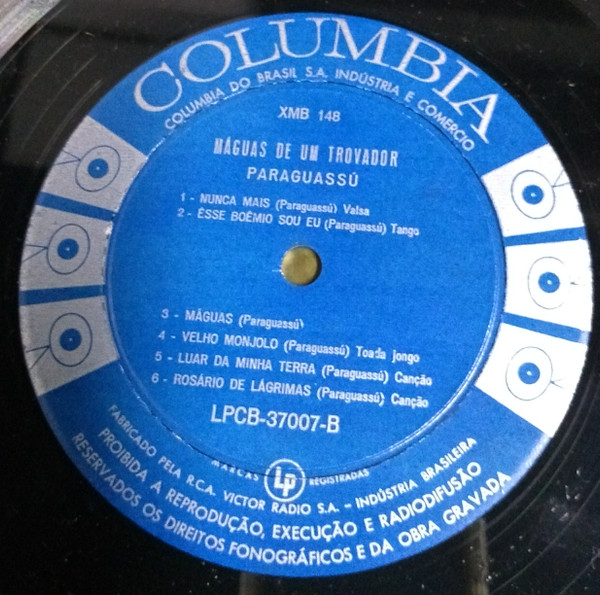 COLUMBIA
COLUMBIA DO BRASIL S.A. INDÚSTRIA E COMERCIO
XMB 148
MÁGUAS DE UM TROVADOR
PARAGUASSÚ
1 - NUNCA MAIS (Paraguassú) Valsa
2 - ÊSSE BOÊMIO SOU EU (Paraguassú) Tango
3 - MÁGUAS (Paraguassú)
4 - VELHO MONJOLO (Paraguassú) Toada jongo
5 - LUAR DA MINHA TERRA (Paraguassú) Canção
6 - ROSÁRIO DE LÁGRIMAS (Paraguassú) Canção
LPCB-37007-B
MARCAS Lp REGISTRADAS
FABRICADO PELA R.C.A. VICTOR RADIO S.A. - INDÚSTRIA BRASILEIRA
PROIBIDA A REPRODUÇÃO, EXECUÇÃO E RADIODIFUSÃO
RESERVADOS OS DIREITOS FONOGRÁFICOS E DA OBRA GRAVADA